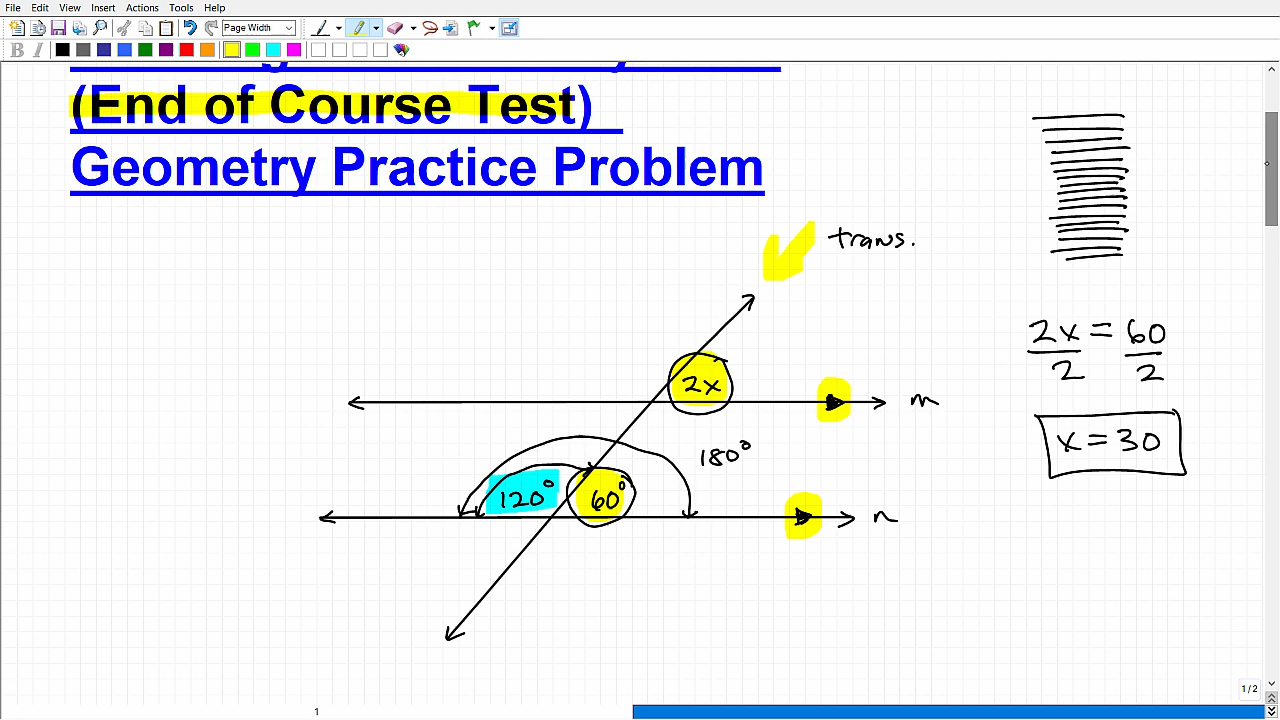 File Edit View Insert Actions Tools Help
Page Width
B I
(End of Course Test)
Geometry Practice Problem
trans.
2x = 60
2 2
2x
m
x = 30
180°
120° 60°
n
1/2
1